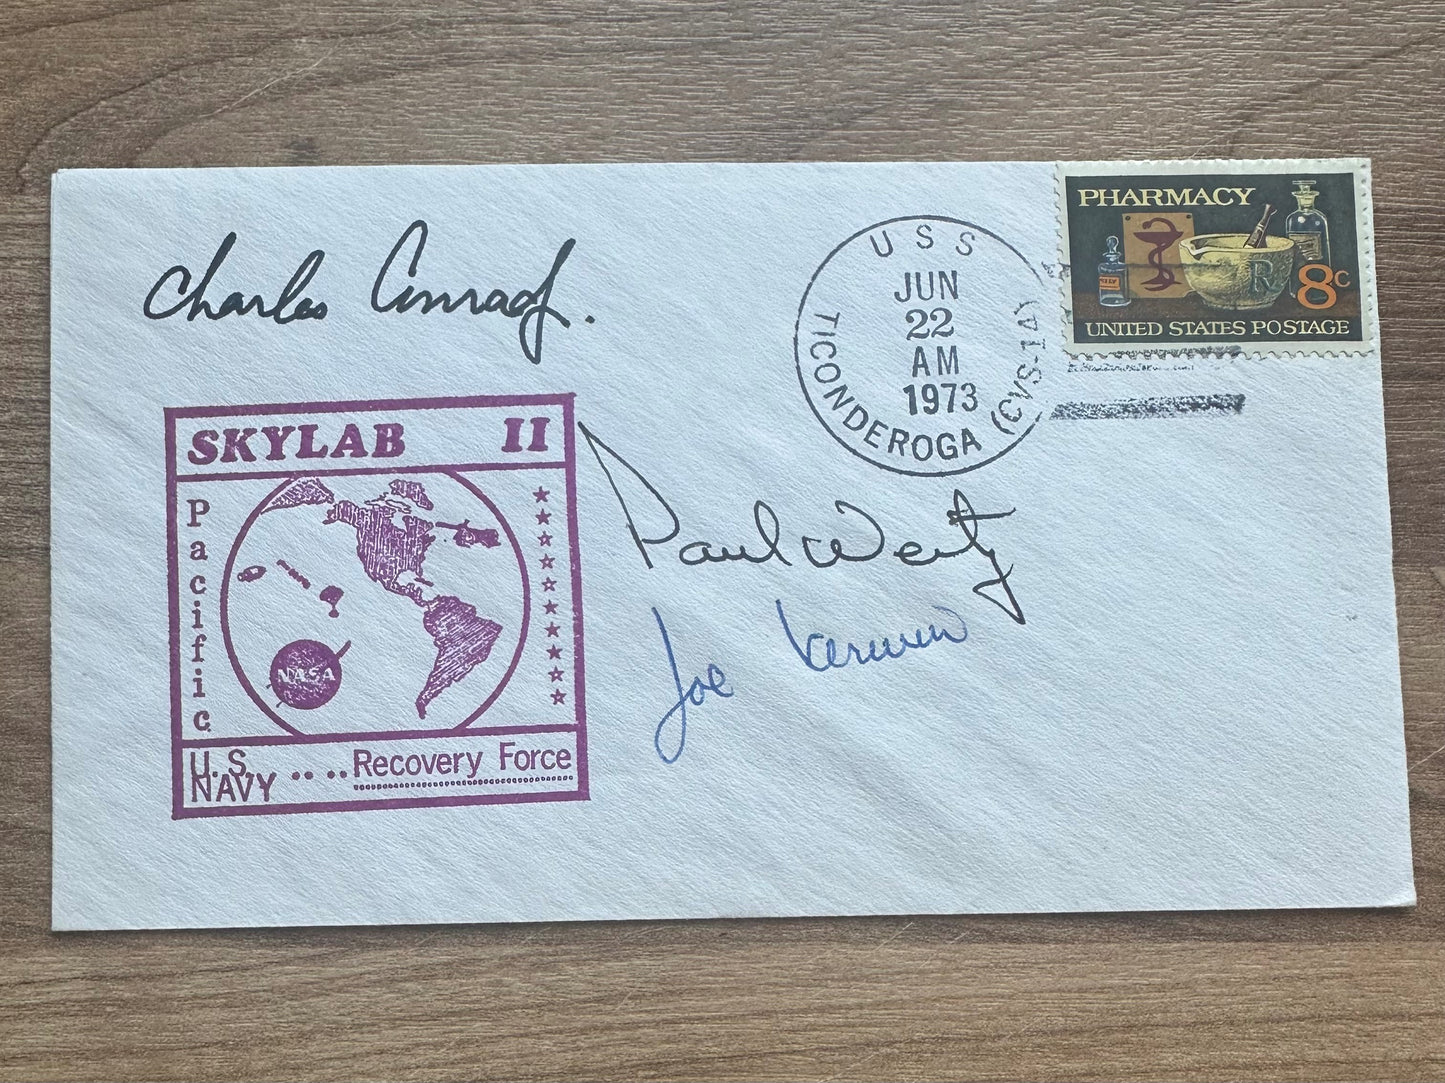 Charles Conrad.
PHARMACY
Rx
8c
UNITED STATES POSTAGE
USS
TICONDEROGA (CVS-14)
JUN
22
AM
1973
SKYLAB II
Pacific
NASA
U.S.
NAVY .. .. Recovery Force
Paul Weitz
Joe Kerwin